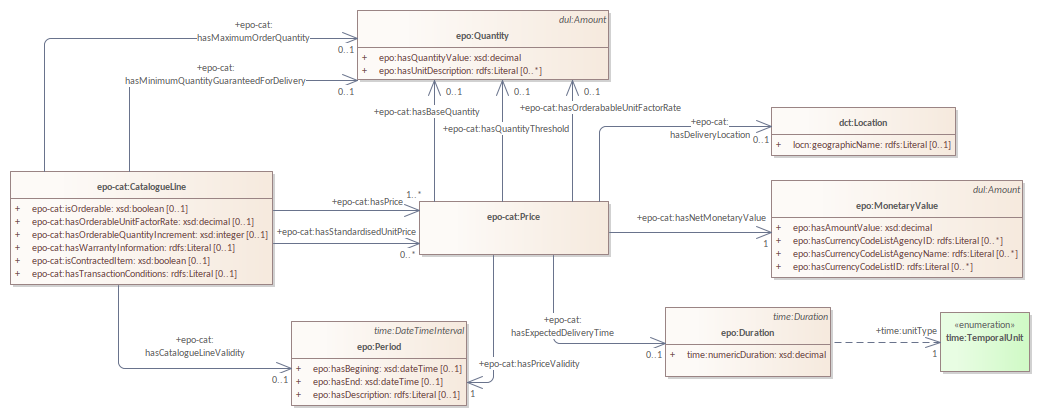 dul:Amount
epo:Quantity
+ epo:hasQuantityValue: xsd:decimal
+ epo:hasUnitDescription: rdfs:Literal [0..*]
+epo-cat:
hasMaximumOrderQuantity
0..1
+epo-cat:
hasMinimumQuantityGuaranteedForDelivery
0..1
0..1
0..1
0..1
+epo-cat:hasBaseQuantity
+epo-cat:hasOrderababeUnitFactorRate
+epo-cat:hasQuantityThreshold
+epo-cat:
hasDeliveryLocation
0..1
dct:Location
+ locn:geographicName: rdfs:Literal [0..1]
epo-cat:CatalogueLine
+ epo-cat:isOrderable: xsd:boolean [0..1]
+ epo-cat:hasOrderableUnitFactorRate: xsd:decimal [0..1]
+ epo-cat:hasOrderableQuantityIncrement: xsd:integer [0..1]
+ epo-cat:hasWarrantyInformation: rdfs:Literal [0..1]
+ epo-cat:isContractedItem: xsd:boolean [0..1]
+ epo-cat:hasTransactionConditions: rdfs:Literal [0..1]
1..*
+epo-cat:hasPrice
+epo-cat:hasStandardisedUnitPrice
0..*
epo-cat:Price
+epo-cat:hasNetMonetaryValue
1
dul:Amount
epo:MonetaryValue
+ epo:hasAmountValue: xsd:decimal
+ epo:hasCurrencyCodeListAgencyID: rdfs:Literal [0..*]
+ epo:hasCurrencyCodeListAgencyName: rdfs:Literal [0..*]
+ epo:hasCurrencyCodeListID: rdfs:Literal [0..*]
+epo-cat:
hasCatalogueLineValidity
0..1
time:DateTimeInterval
epo:Period
+ epo:hasBegining: xsd:dateTime [0..1]
+ epo:hasEnd: xsd:dateTime [0..1]
+ epo:hasDescription: rdfs:Literal [0..1]
+epo-cat:hasPriceValidity
1
+epo-cat:
hasExpectedDeliveryTime
0..1
time:Duration
epo:Duration
+ time:numericDuration: xsd:decimal
+time:unitType
1
«enumeration»
time:TemporalUnit